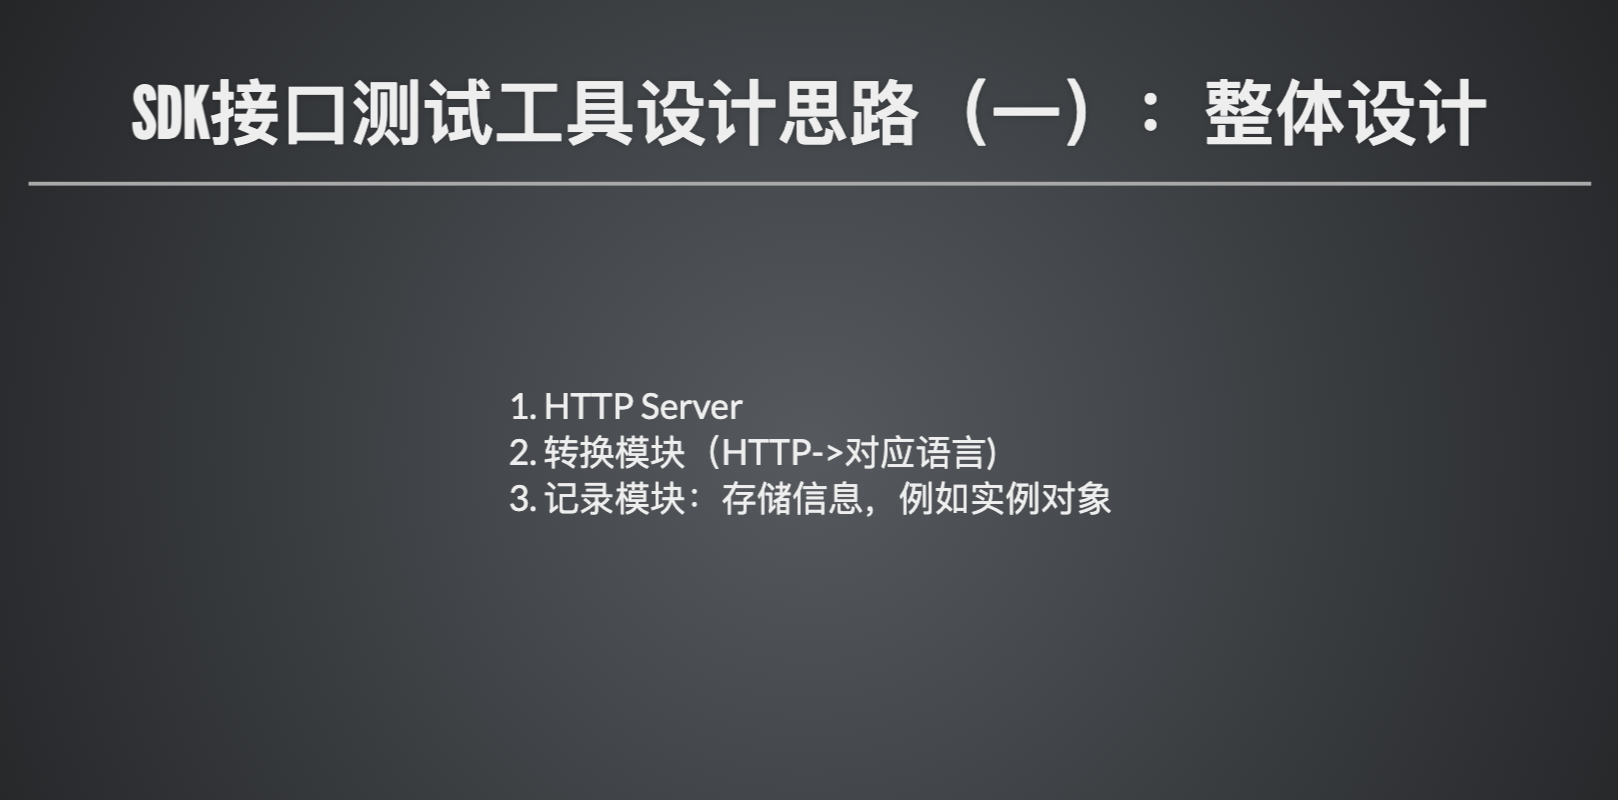 SDK接口测试工具设计思路（一）：整体设计
1. HTTP Server
2. 转换模块（HTTP->对应语言)
3. 记录模块：存储信息，例如实例对象